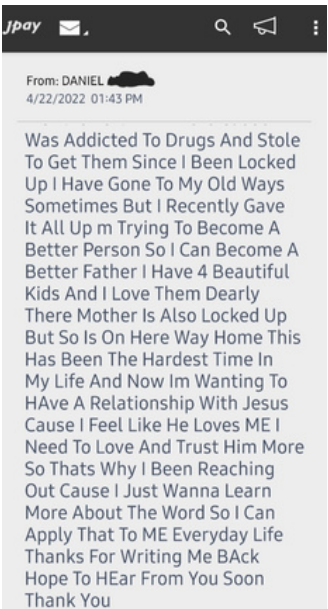 JPay
From: DANIEL
4/22/2022 01:43 PM
Was Addicted To Drugs And Stole
To Get Them Since I Been Locked
Up I Have Gone To My Old Ways
Sometimes But I Recently Gave
It All Up m Trying To Become A
Better Person So I Can Become A
Better Father I Have 4 Beautiful
Kids And I Love Them Dearly
There Mother Is Also Locked Up
But So Is On Here Way Home This
Has Been The Hardest Time In
My Life And Now Im Wanting To
HAve A Relationship With Jesus
Cause I Feel Like He Loves ME I
Need To Love And Trust Him More
So Thats Why I Been Reaching
Out Cause I Just Wanna Learn
More About The Word So I Can
Apply That To ME Everyday Life
Thanks For Writing Me BAck
Hope To HEar From You Soon
Thank You